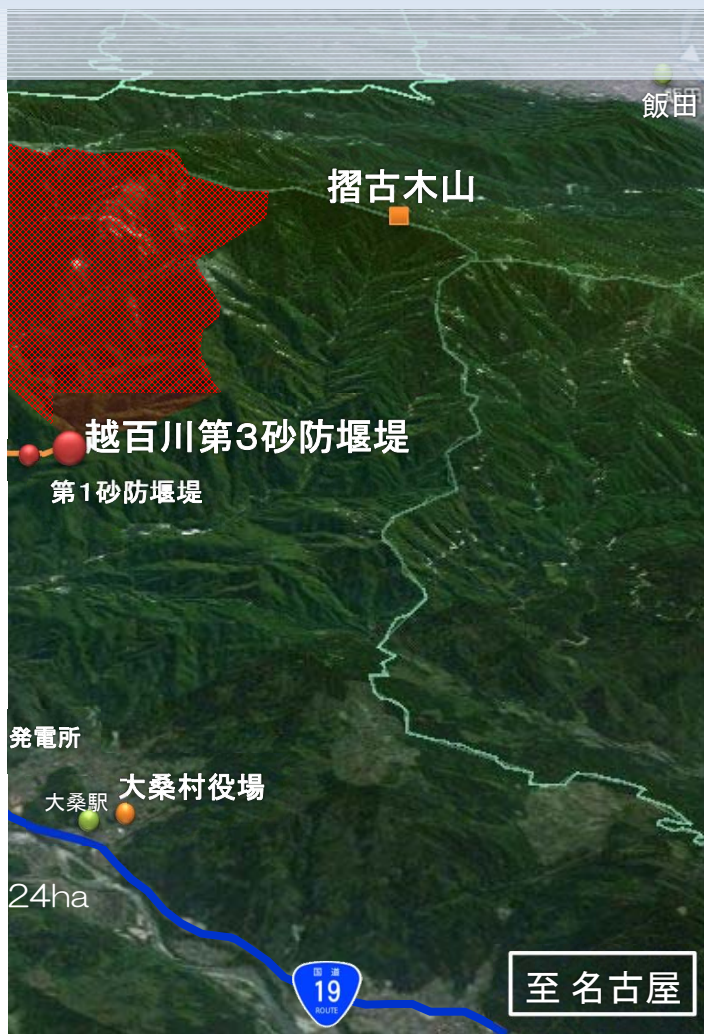 飯田
摺古木山
越百川第３砂防堰堤
第１砂防堰堤
発電所
大桑村役場
大桑駅
24ha
国道
19
ROUTE
至 名古屋